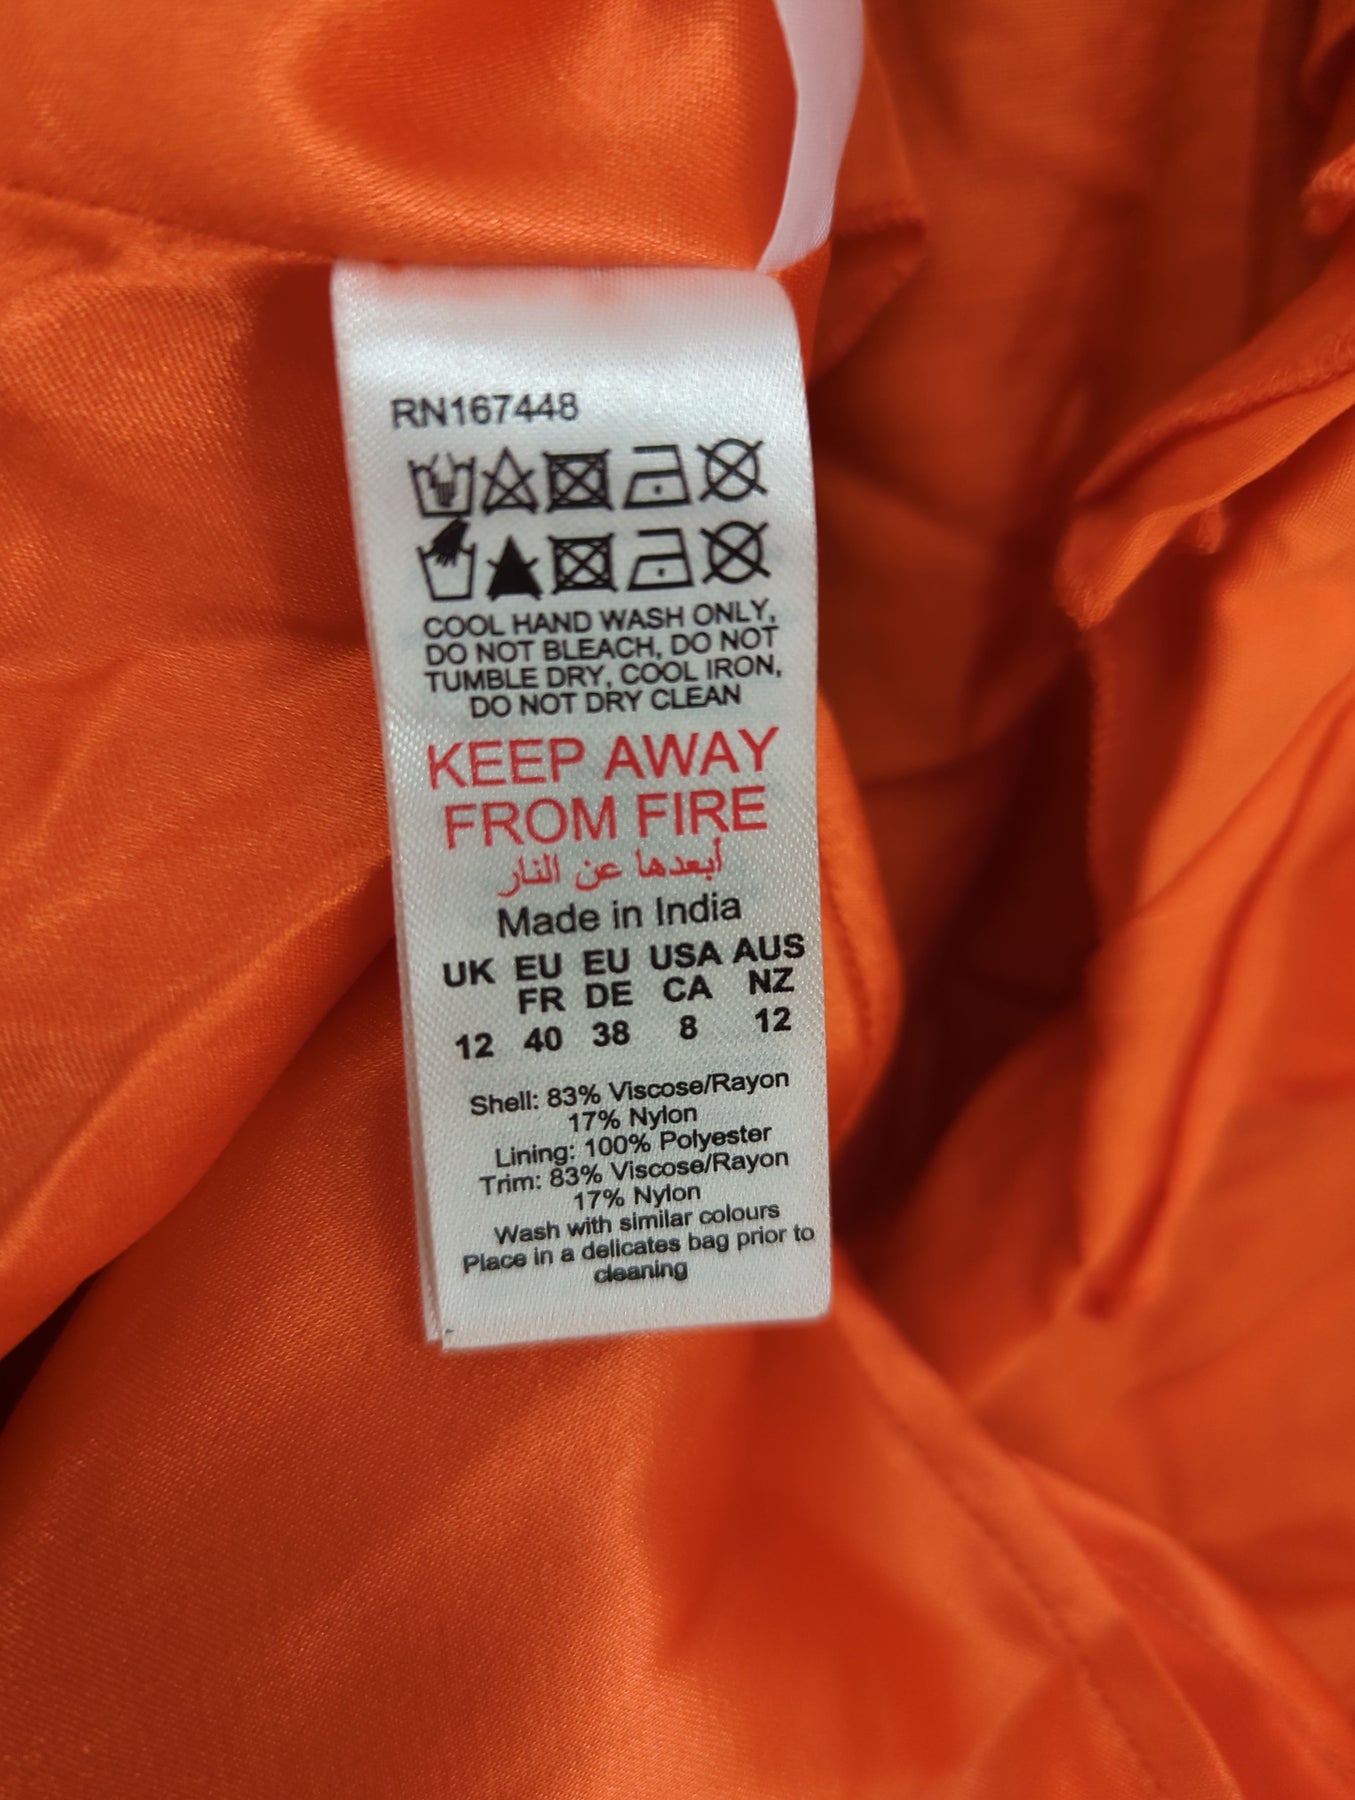 RN167448
COOL HAND WASH ONLY,
DO NOT BLEACH, DO NOT
TUMBLE DRY, COOL IRON,
DO NOT DRY CLEAN
KEEP AWAY
FROM FIRE
أبعدها عن النار
Made in India
UK EU EU USA AUS
FR DE CA NZ
12 40 38 8 12
Shell: 83% Viscose/Rayon
17% Nylon
Lining: 100% Polyester
Trim: 83% Viscose/Rayon
17% Nylon
Wash with similar colours
Place in a delicates bag prior to
cleaning